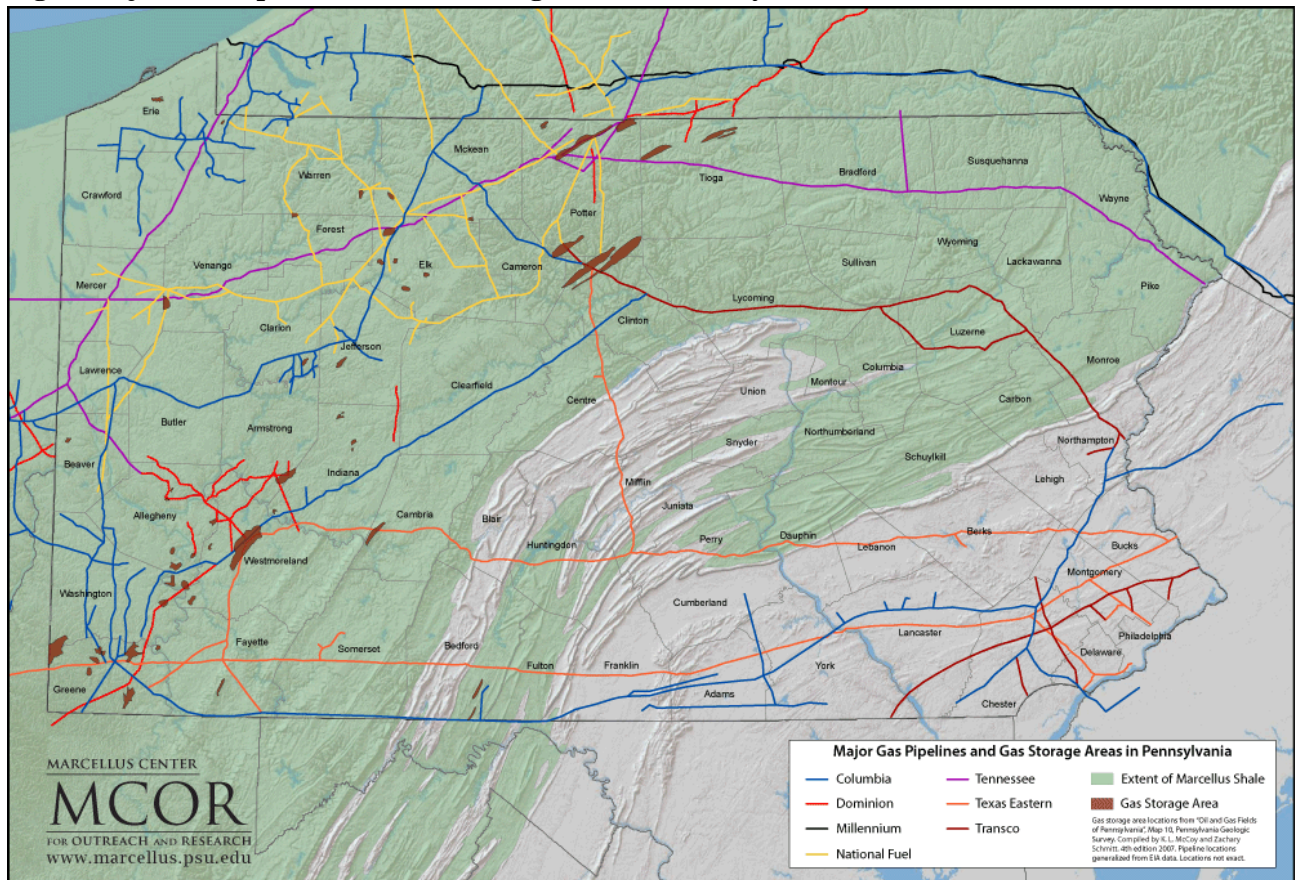 Erie
Mckean
Susquehanna
Bradford
Tioga
Warren
Crawford
Wayne
Potter
Forest
Wyoming
Sullivan
Lackawanna
Venango
Elk
Cameron
Mercer
Pike
Lycoming
Clinton
Clarion
Luzerne
Jefferson
Monroe
Lawrence
Columbia
Clearfield
Montour
Union
Centre
Carbon
Butler
Armstrong
Northumberland
Snyder
Northampton
Schuylkill
Beaver
Indiana
Lehigh
Mifflin
Juniata
Allegheny
Cambria
Blair
Berks
Dauphin
Perry
Huntingdon
Lebanon
Bucks
Westmoreland
Montgomery
Washington
Cumberland
Lancaster
Philadelphia
Fayette
Somerset
Bedford
Delaware
Fulton
Franklin
York
Greene
Adams
Chester
MARCELLUS CENTER
MCOR
FOR OUTREACH AND RESEARCH
www.marcellus.psu.edu
Major Gas Pipelines and Gas Storage Areas in Pennsylvania
Columbia
Dominion
Millennium
National Fuel
Tennessee
Texas Eastern
Transco
Extent of Marcellus Shale
Gas Storage Area
Gas storage area locations from "Oil and Gas Fields
of Pennsylvania", Map 10, Pennsylvania Geologic
Survey. Compiled by K. L. McCoy and Zachary
Schmitt. 4th edition 2007. Pipeline locations
generalized from EIA data. Locations not exact.